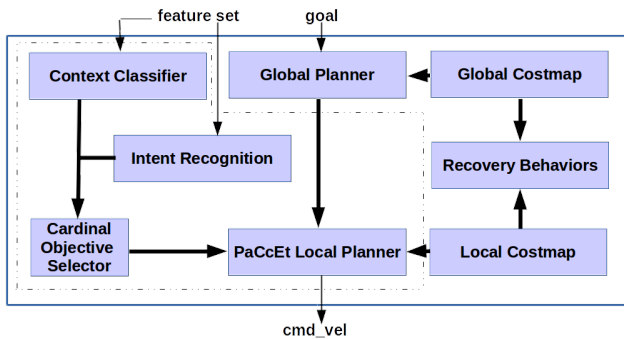 feature set
goal
Context Classifier
Global Planner
Global Costmap
Intent Recognition
Recovery Behaviors
Cardinal
Objective
Selector
PaCcEt Local Planner
Local Costmap
cmd_vel